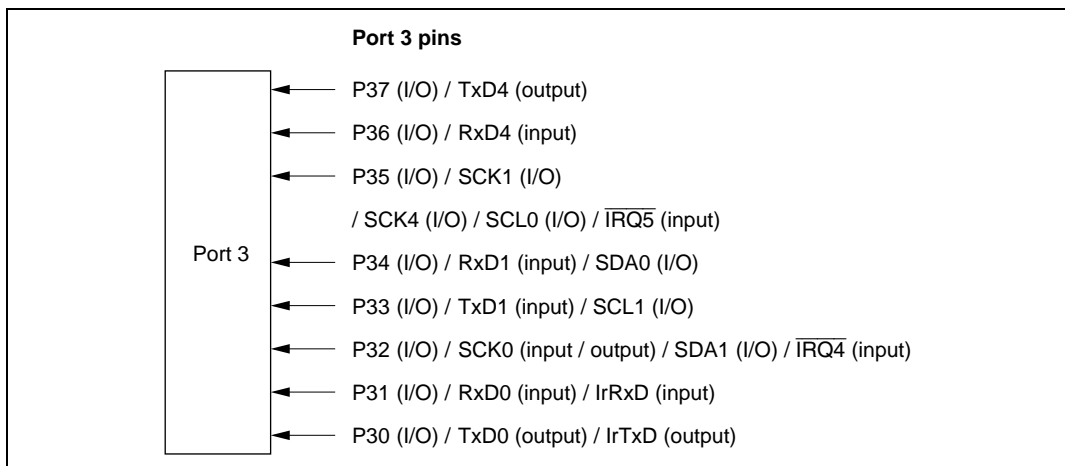 Port 3 pins
P37 (I/O) / TxD4 (output)
P36 (I/O) / RxD4 (input)
P35 (I/O) / SCK1 (I/O)
/ SCK4 (I/O) / SCL0 (I/O) / I̅R̅Q̅5̅ (input)
Port 3
P34 (I/O) / RxD1 (input) / SDA0 (I/O)
P33 (I/O) / TxD1 (input) / SCL1 (I/O)
P32 (I/O) / SCK0 (input / output) / SDA1 (I/O) / I̅R̅Q̅4̅ (input)
P31 (I/O) / RxD0 (input) / IrRxD (input)
P30 (I/O) / TxD0 (output) / IrTxD (output)